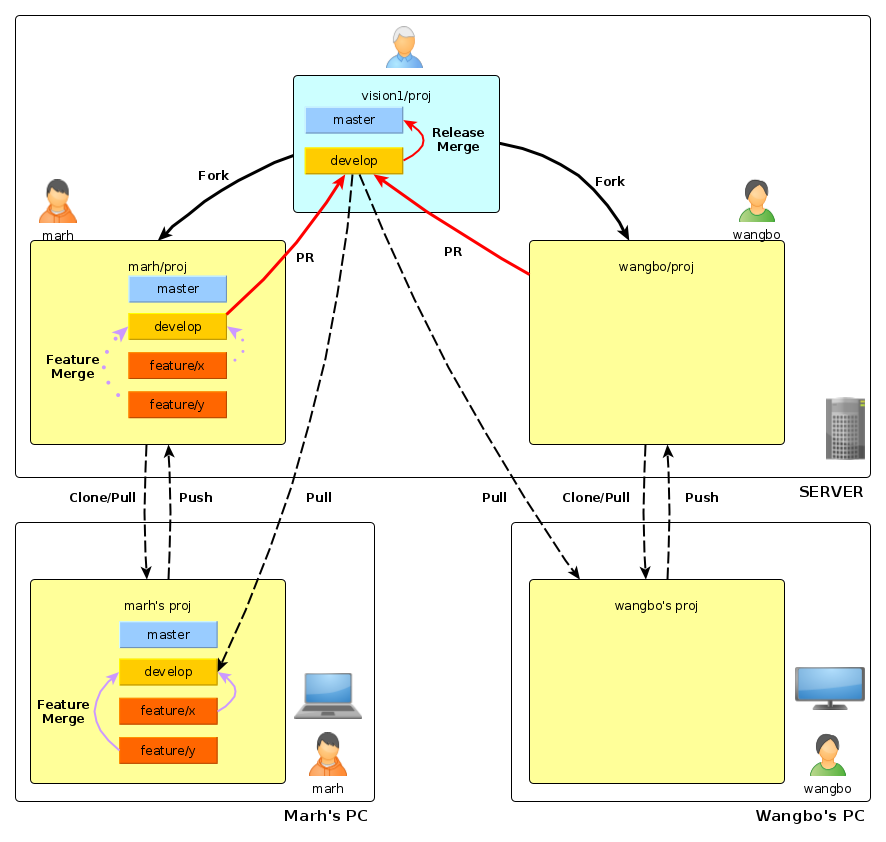 vision1/proj
master
Release
Merge
develop
Fork
Fork
marh
wangbo
PR
PR
marh/proj
master
develop
Feature
Merge
feature/x
feature/y
wangbo/proj
SERVER
Clone/Pull
Push
Pull
Pull
Clone/Pull
Push
marh's proj
master
develop
Feature
Merge
feature/x
feature/y
marh
Marh's PC
wangbo's proj
wangbo
Wangbo's PC